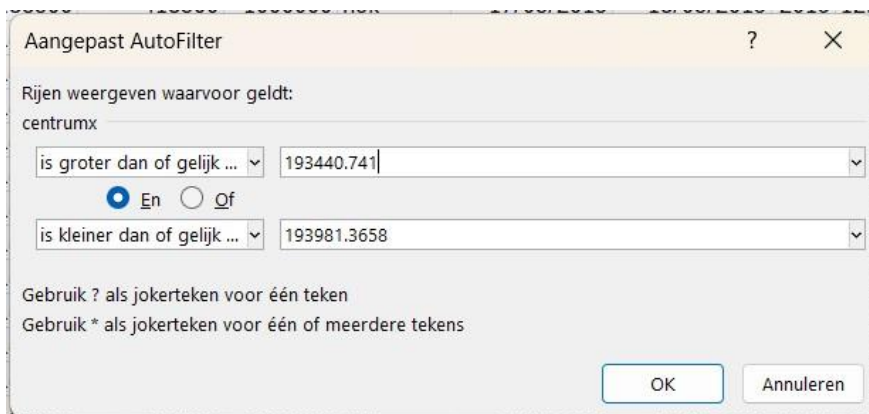 Aangepast AutoFilter ?
Rijen weergeven waarvoor geldt:
centrumx
is groter dan of gelijk ... 193440.741
En Of
is kleiner dan of gelijk ... 193981.3658
Gebruik ? als jokerteken voor één teken
Gebruik * als jokerteken voor één of meerdere tekens
OK Annuleren